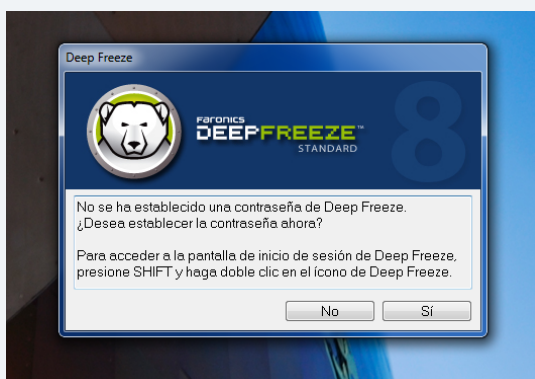 Deep Freeze
FARONICS
DEEPFREEZE™
STANDARD
8
No se ha establecido una contraseña de Deep Freeze.
¿Desea establecer la contraseña ahora?
Para acceder a la pantalla de inicio de sesión de Deep Freeze,
presione SHIFT y haga doble clic en el ícono de Deep Freeze.
No
Sí